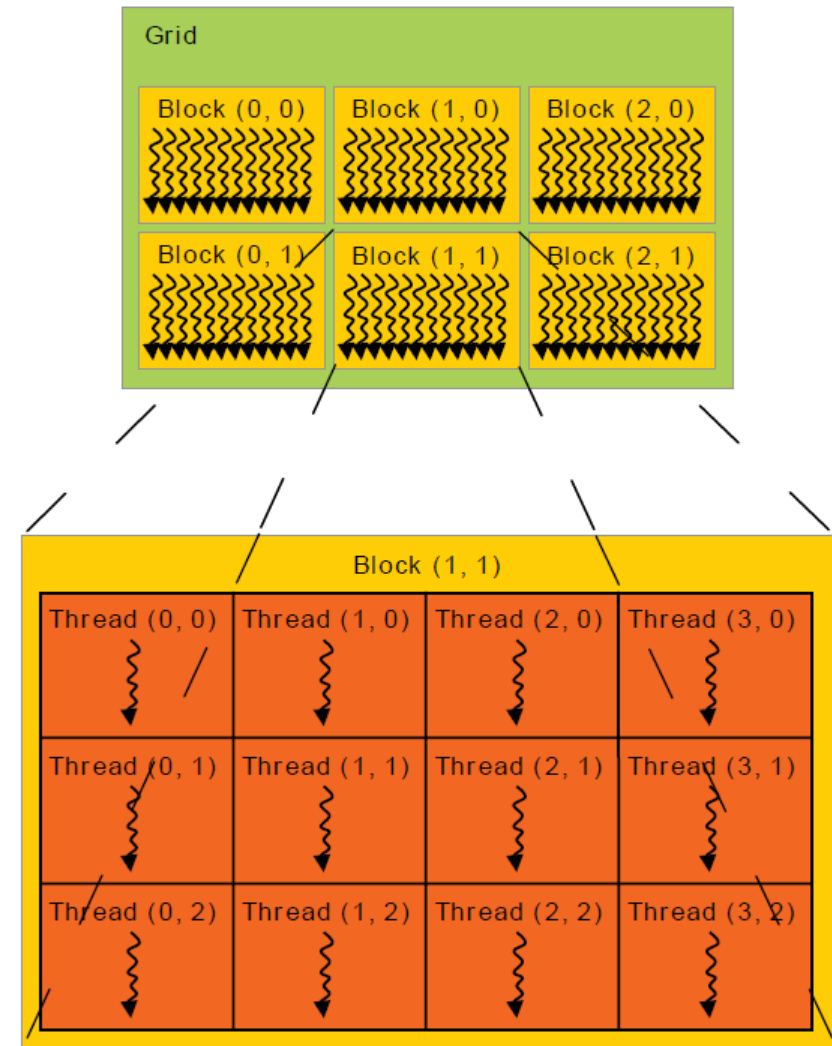 Grid
Block (0, 0) Block (1, 0) Block (2, 0)
Block (0, 1) Block (1, 1) Block (2, 1)
Block (1, 1)
Thread (0, 0) Thread (1, 0) Thread (2, 0) Thread (3, 0)
Thread (0, 1) Thread (1, 1) Thread (2, 1) Thread (3, 1)
Thread (0, 2) Thread (1, 2) Thread (2, 2) Thread (3, 2)